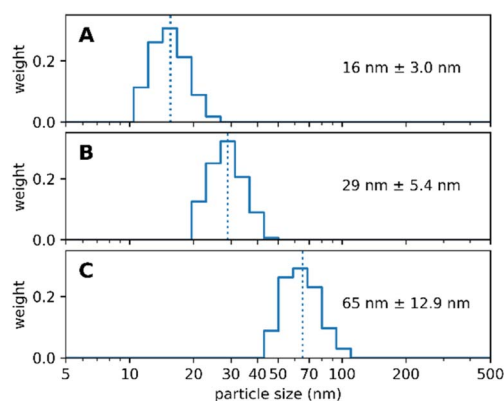 A
weight
0.2
0.0
16 nm ± 3.0 nm
B
weight
0.2
0.0
29 nm ± 5.4 nm
C
weight
0.2
0.0
65 nm ± 12.9 nm
5 10 20 30 40 50 70 100 200 500
particle size (nm)